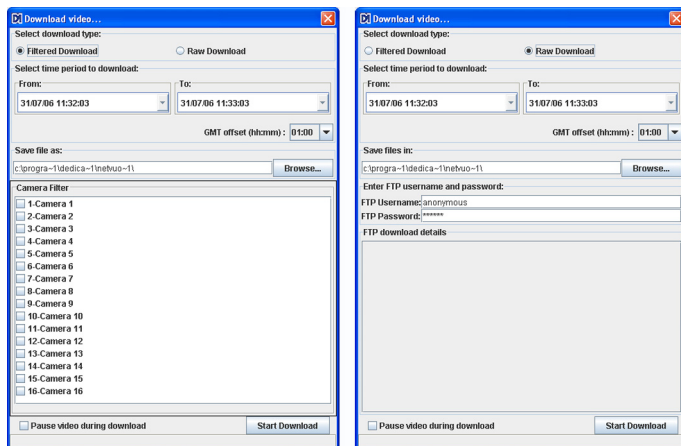 Download video...
Select download type:
Filtered Download
Raw Download
Select time period to download:
From:
To:
31/07/06 11:32:03
31/07/06 11:33:03
GMT offset (hh:mm) :
01:00
Save file as:
c:\progra~1\dedica~1\netvuo~1\
Browse...
Camera Filter
1-Camera 1
2-Camera 2
3-Camera 3
4-Camera 4
5-Camera 5
6-Camera 6
7-Camera 7
8-Camera 8
9-Camera 9
10-Camera 10
11-Camera 11
12-Camera 12
13-Camera 13
14-Camera 14
15-Camera 15
16-Camera 16
Pause video during download
Start Download
Download video...
Select download type:
Filtered Download
Raw Download
Select time period to download:
From:
To:
31/07/06 11:32:03
31/07/06 11:33:03
GMT offset (hh:mm) :
01:00
Save files in:
c:\progra~1\dedica~1\netvuo~1\
Browse...
Enter FTP username and password:
FTP Username: anonymous
FTP Password: ******
FTP download details
Pause video during download
Start Download